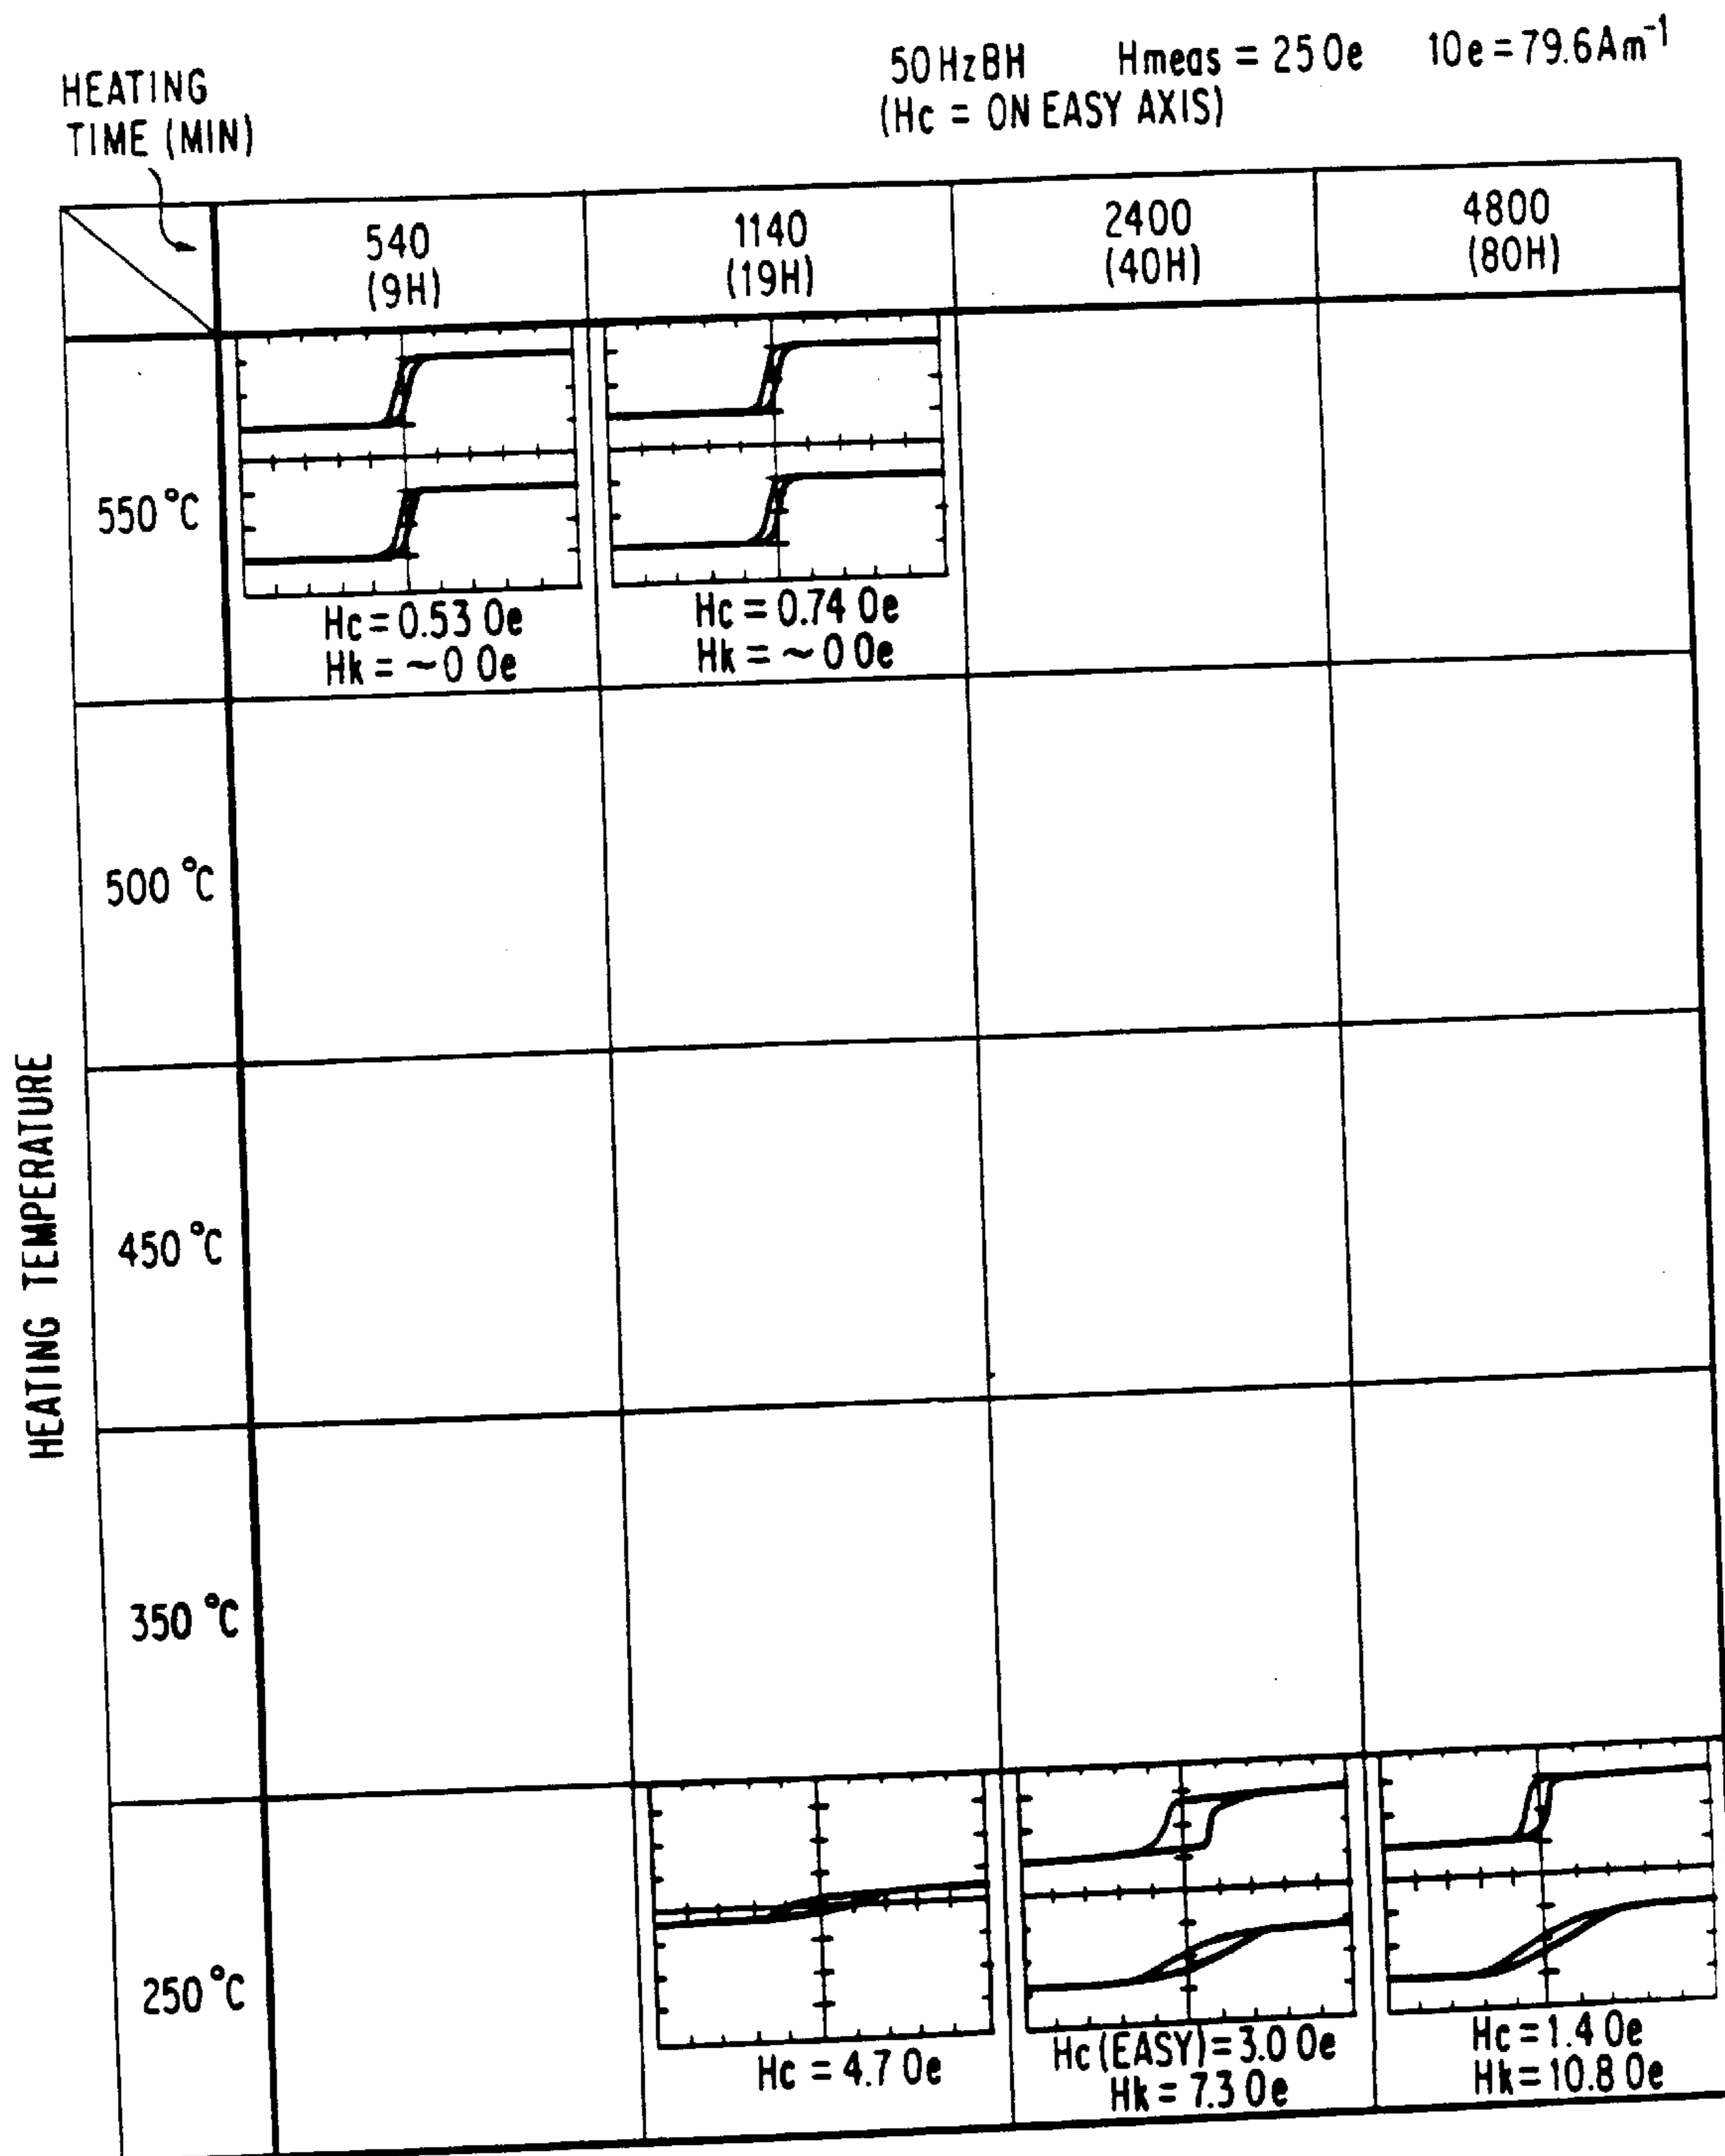 50HzBH Hmeas = 25Oe 1Oe = 79.6Am⁻¹
(Hc = ON EASY AXIS)
HEATING
TIME (MIN)
540
(9H)
1140
(19H)
2400
(40H)
4800
(80H)
HEATING TEMPERATURE
550 °C
Hc = 0.53 Oe
Hk = ~0 Oe
Hc = 0.74 Oe
Hk = ~0 Oe
500 °C
450 °C
350 °C
250 °C
Hc = 4.7 Oe
Hc (EASY) = 3.0 Oe
Hk = 7.3 Oe
Hc = 1.4 Oe
Hk = 10.8 Oe